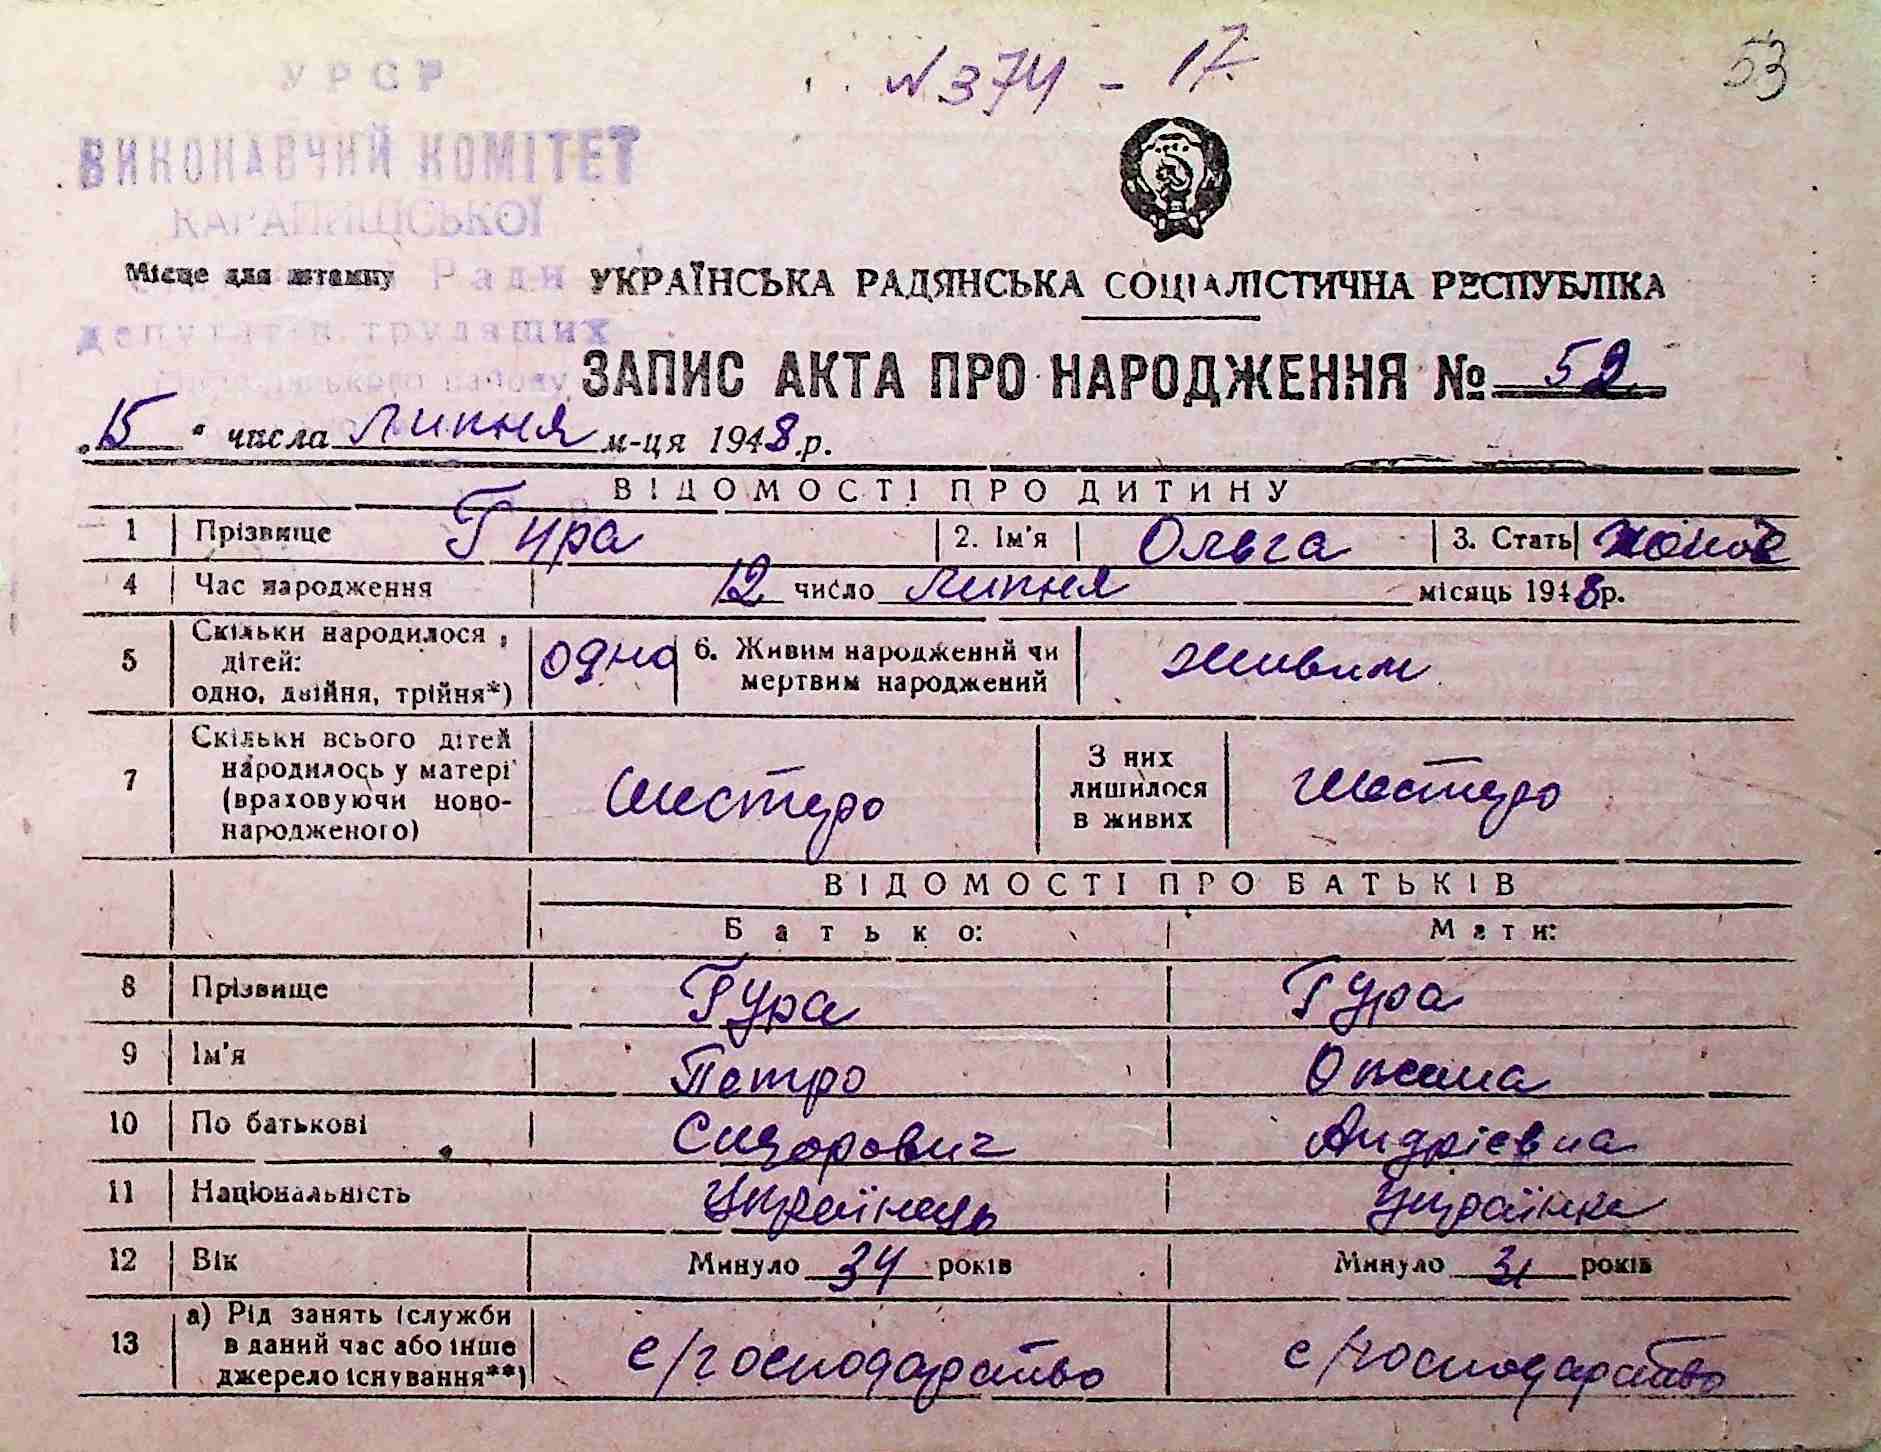 № 374 - 17
53
УРСР
ВИКОНАВЧИЙ КОМІТЕТ
КАРАПИЩСЬКОЇ
Місце для штампу
Ради
УКРАЇНСЬКА РАДЯНСЬКА СОЦІАЛІСТИЧНА РЕСПУБЛІКА
депутатів трудящих
ЗАПИС АКТА ПРО НАРОДЖЕННЯ № 52
„15" числа липня м-ця 1948 р.
ВІДОМОСТІ ПРО ДИТИНУ
1 Прізвище Гура 2. Ім'я Ольга 3. Стать жіноч
4 Час народження 12 число липня місяць 1948 р.
5 Скільки народилося дітей: одно, двійня, трійня*) одно 6. Живим народжений чи мертвим народжений живим
7 Скільки всього дітей народилось у матері (враховуючи новонародженого) шестеро З них лишилося в живих шестеро
ВІДОМОСТІ ПРО БАТЬКІВ
Батько: Мати:
8 Прізвище Гура Гура
9 Ім'я Петро Оксана
10 По батькові Сидорович Андріевна
11 Національність Українець Українка
12 Вік Минуло 34 років Минуло 31 років
13 а) Рід занять (служби в даний час або інше джерело існування**) с/господарство с/господарство